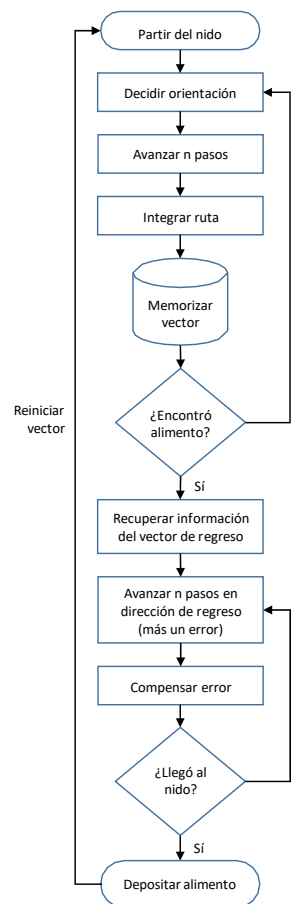 Partir del nido
Decidir orientación
Avanzar n pasos
Integrar ruta
Memorizar
vector
¿Encontró
alimento?
Reiniciar
vector
Sí
Recuperar información
del vector de regreso
Avanzar n pasos en
dirección de regreso
(más un error)
Compensar error
¿Llegó al
nido?
Sí
Depositar alimento